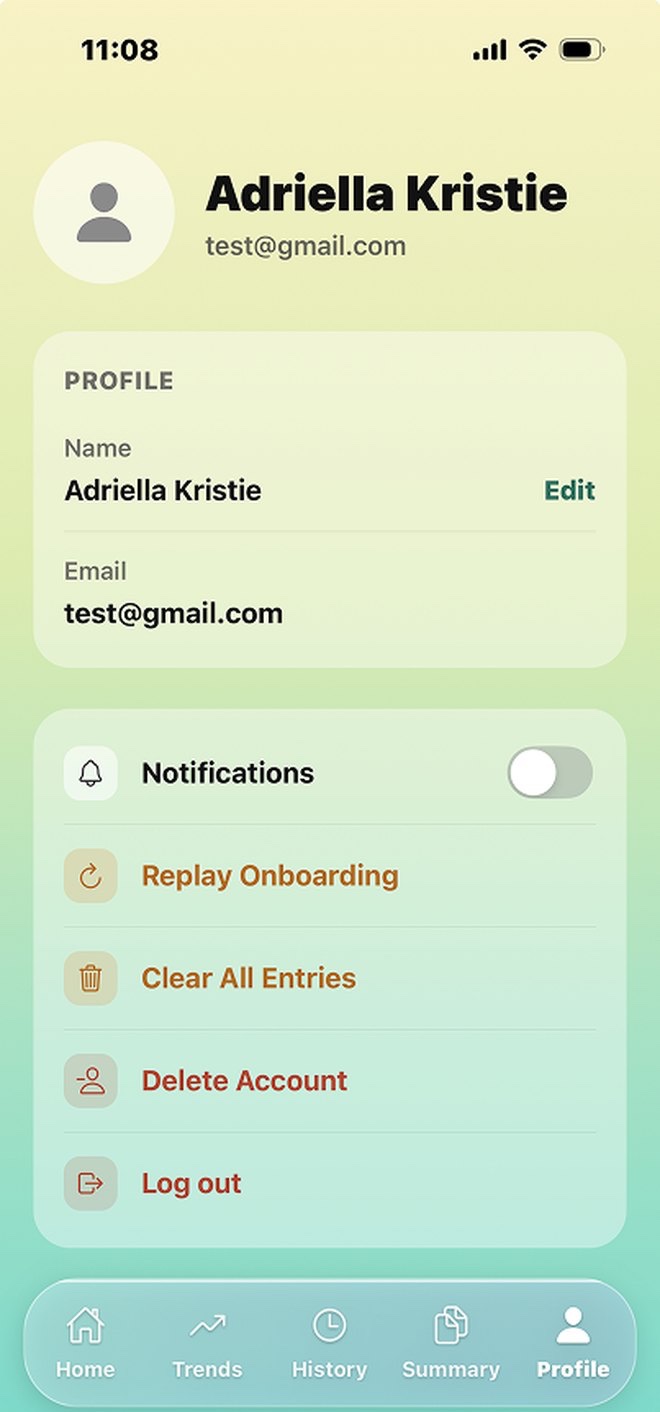 11:08
Adriella Kristie
test@gmail.com
PROFILE
Name
Adriella Kristie
Edit
Email
test@gmail.com
Notifications
Replay Onboarding
Clear All Entries
Delete Account
Log out
Home Trends History Summary Profile